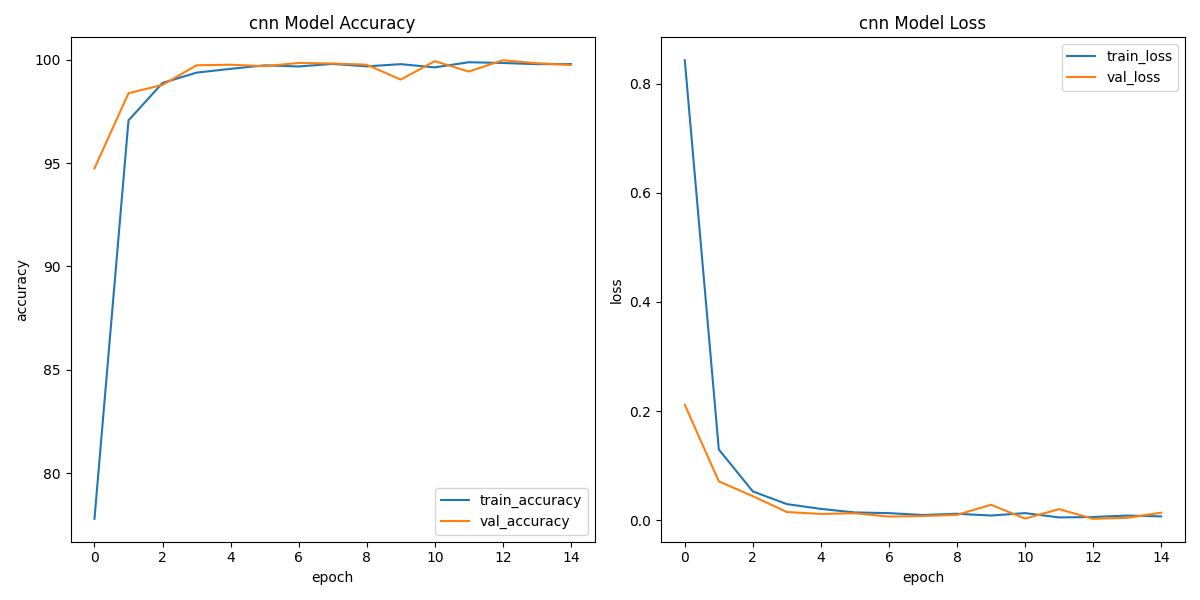 cnn Model Accuracy
100
95
90
85
80
accuracy
0 2 4 6 8 10 12 14
epoch
train_accuracy
val_accuracy
cnn Model Loss
0.8
0.6
0.4
0.2
0.0
loss
0 2 4 6 8 10 12 14
epoch
train_loss
val_loss